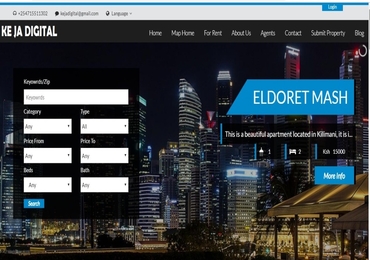 Login
+254715511202 kejadigital@gmail.com Language
KE JA DIGITAL
Home Map Home For Rent About Us Agents Contact Submit Property Blog
Keywords/Zip
Keywords
Category Type
Any All
Price From Price To
Any Any
Beds Bath
Any Any
Search
ELDORET MASH
This is a beautiful apartment located in Kilimani, it is i...
1 2 Ksh 15000
More Info